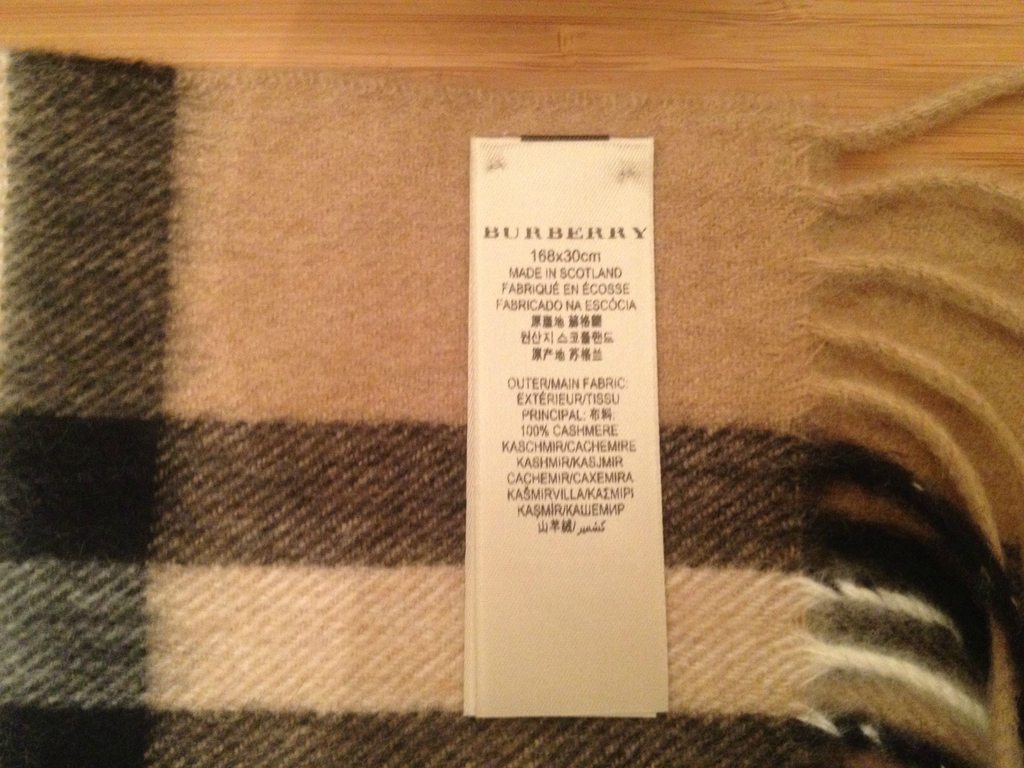 BURBERRY
168x30cm
MADE IN SCOTLAND
FABRIQUÉ EN ÉCOSSE
FABRICADO NA ESCÓCIA
原產地 蘇格蘭
원산지 스코틀랜드
原产地 苏格兰
OUTER/MAIN FABRIC:
EXTÉRIEUR/TISSU
PRINCIPAL: 布料:
100% CASHMERE
KASCHMIR/CACHEMIRE
KASHMIR/KASJMIR
CACHEMIR/CAXEMIRA
KAŠMIRVILLA/ΚΑΣΜΙΡΙ
KAŞMİR/КАШЕМИР
山羊絨/كشمير